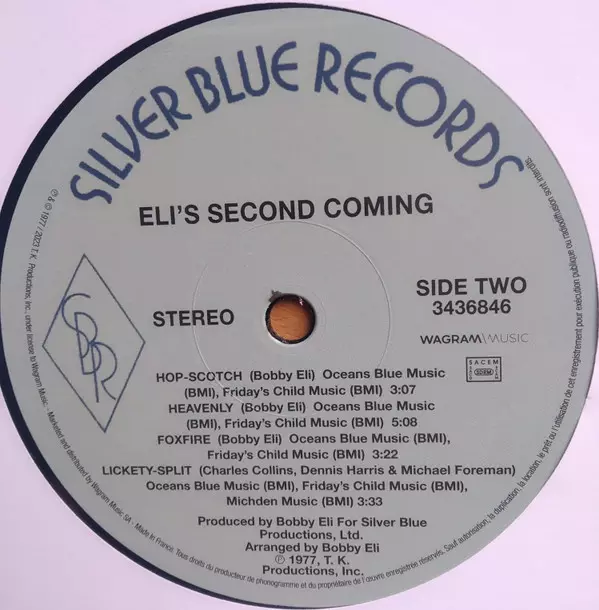 SILVER BLUE RECORDS
ELI'S SECOND COMING
STEREO
SIDE TWO
3436846
WAGRAM\MUSIC
SBR
SACEM
SDRM
HOP-SCOTCH (Bobby Eli) Oceans Blue Music
(BMI), Friday's Child Music (BMI) 3:07
HEAVENLY (Bobby Eli) Oceans Blue Music
(BMI), Friday's Child Music (BMI) 5:08
FOXFIRE (Bobby Eli) Oceans Blue Music (BMI),
Friday's Child Music (BMI) 3:22
LICKETY-SPLIT (Charles Collins, Dennis Harris & Michael Foreman)
Oceans Blue Music (BMI), Friday's Child Music (BMI),
Michden Music (BMI) 3:33
Produced by Bobby Eli For Silver Blue
Productions, Ltd.
Arranged by Bobby Eli
℗ 1977, T. K.
Productions, Inc.
℗ & © 1977/2023 T. K. Productions, Inc., under license to Wagram Music - Marketed and distributed by Wagram Music SA - Made in France. Tous droits du producteur de phonogramme et du propriétaire de l'œuvre enregistrée réservés. Sauf autorisation, la duplication, la location, le prêt ou l'utilisation de cet enregistrement pour exécution publique ou radiodiffusion sont interdits.